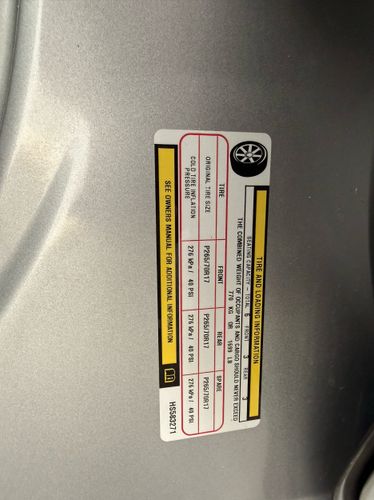 TIRE AND LOADING INFORMATION
SEATING CAPACITY - TOTAL 6 FRONT 3 REAR 3
THE COMBINED WEIGHT OF OCCUPANTS AND CARGO SHOULD NEVER EXCEED
770 KG OR 1699 LB
TIRE FRONT REAR SPARE
ORIGINAL TIRE SIZE P265/70R17 P265/70R17 P265/70R17
COLD TIRE INFLATION PRESSURE 276 kPa / 40 PSI 276 kPa / 40 PSI 276 kPa / 40 PSI
SEE OWNERS MANUAL FOR ADDITIONAL INFORMATION
HS583271